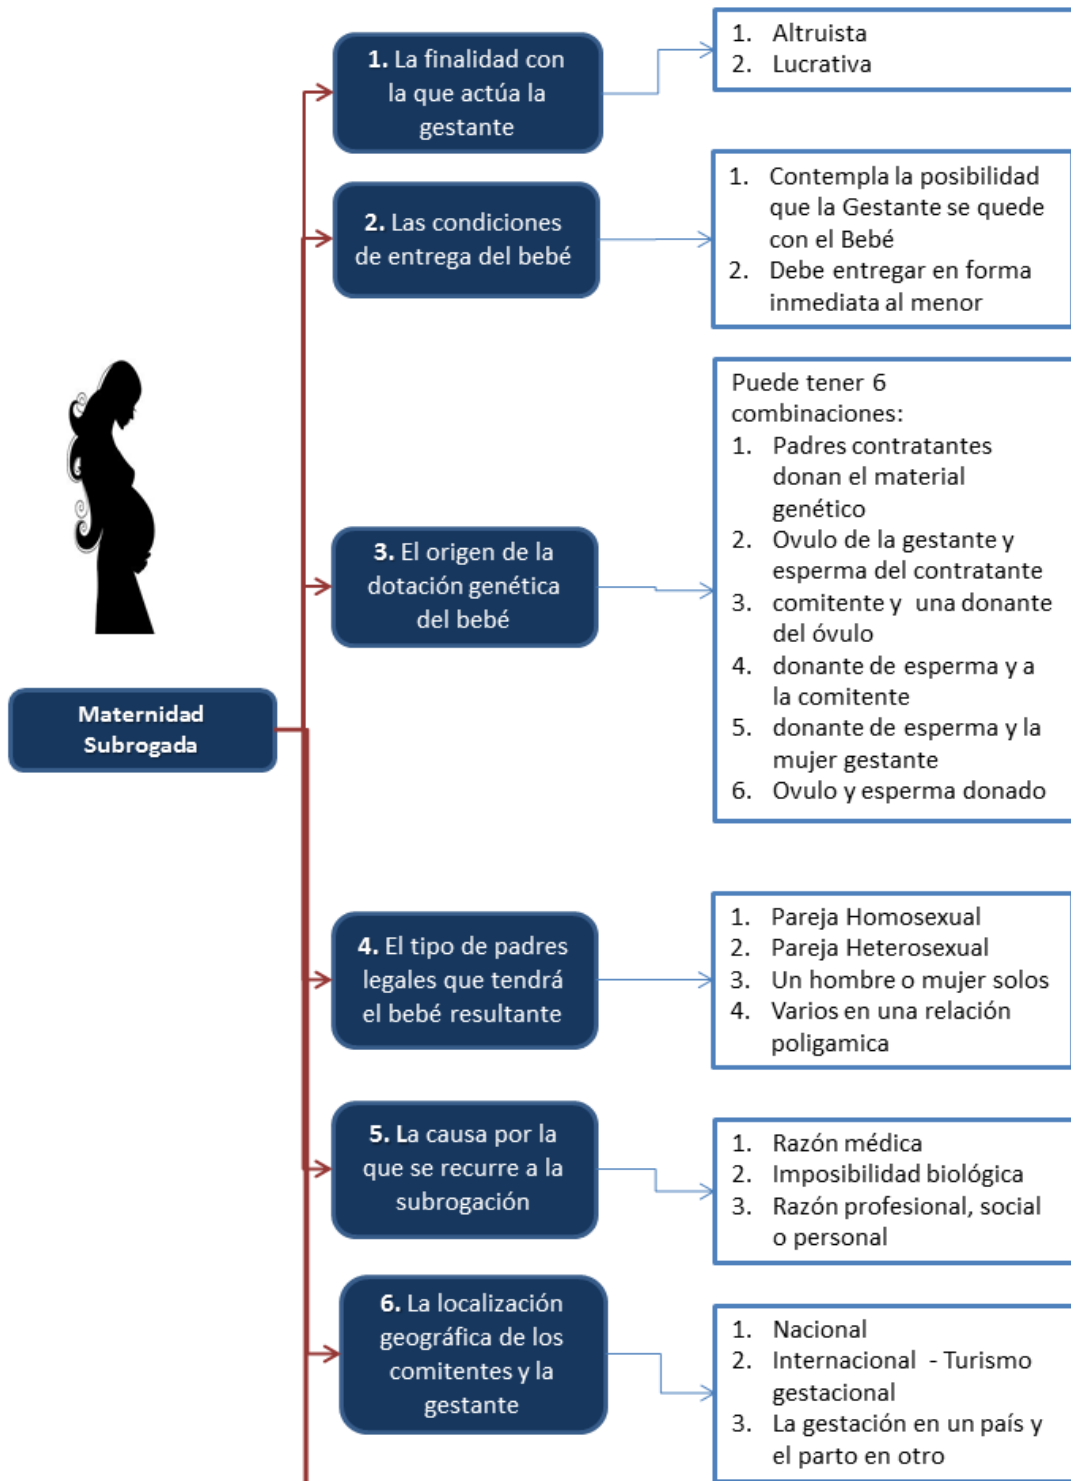 1. La finalidad con
la que actúa la
gestante
1. Altruista
2. Lucrativa
2. Las condiciones
de entrega del bebé
1. Contempla la posibilidad
que la Gestante se quede
con el Bebé
2. Debe entregar en forma
inmediata al menor
3. El origen de la
dotación genética
del bebé
Puede tener 6
combinaciones:
1. Padres contratantes
donan el material
genético
2. Ovulo de la gestante y
esperma del contratante
3. comitente y una donante
del óvulo
4. donante de esperma y a
la comitente
5. donante de esperma y la
mujer gestante
6. Ovulo y esperma donado
Maternidad
Subrogada
4. El tipo de padres
legales que tendrá
el bebé resultante
1. Pareja Homosexual
2. Pareja Heterosexual
3. Un hombre o mujer solos
4. Varios en una relación
poligamica
5. La causa por la
que se recurre a la
subrogación
1. Razón médica
2. Imposibilidad biológica
3. Razón profesional, social
o personal
6. La localización
geográfica de los
comitentes y la
gestante
1. Nacional
2. Internacional - Turismo
gestacional
3. La gestación en un país y
el parto en otro